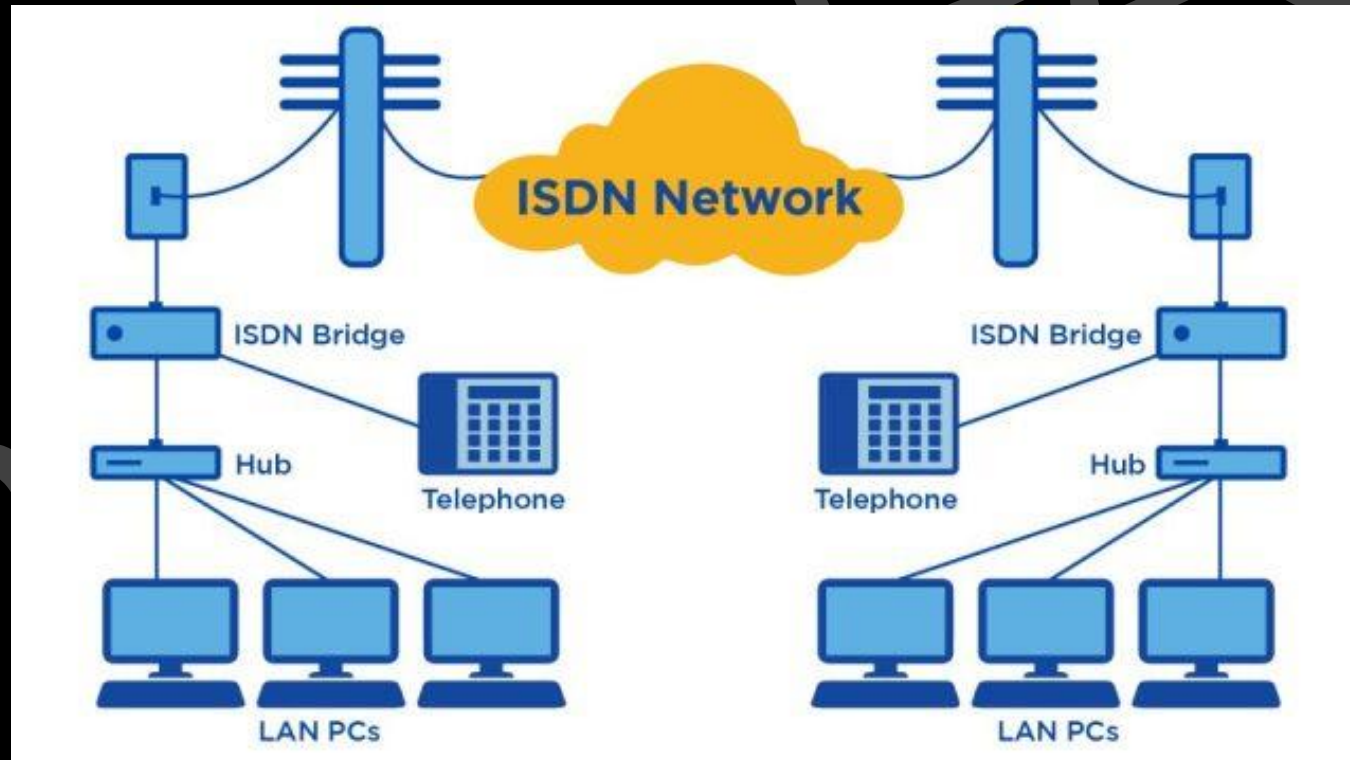 ISDN Network
ISDN Bridge
ISDN Bridge
Hub
Telephone
Telephone
Hub
LAN PCs
LAN PCs